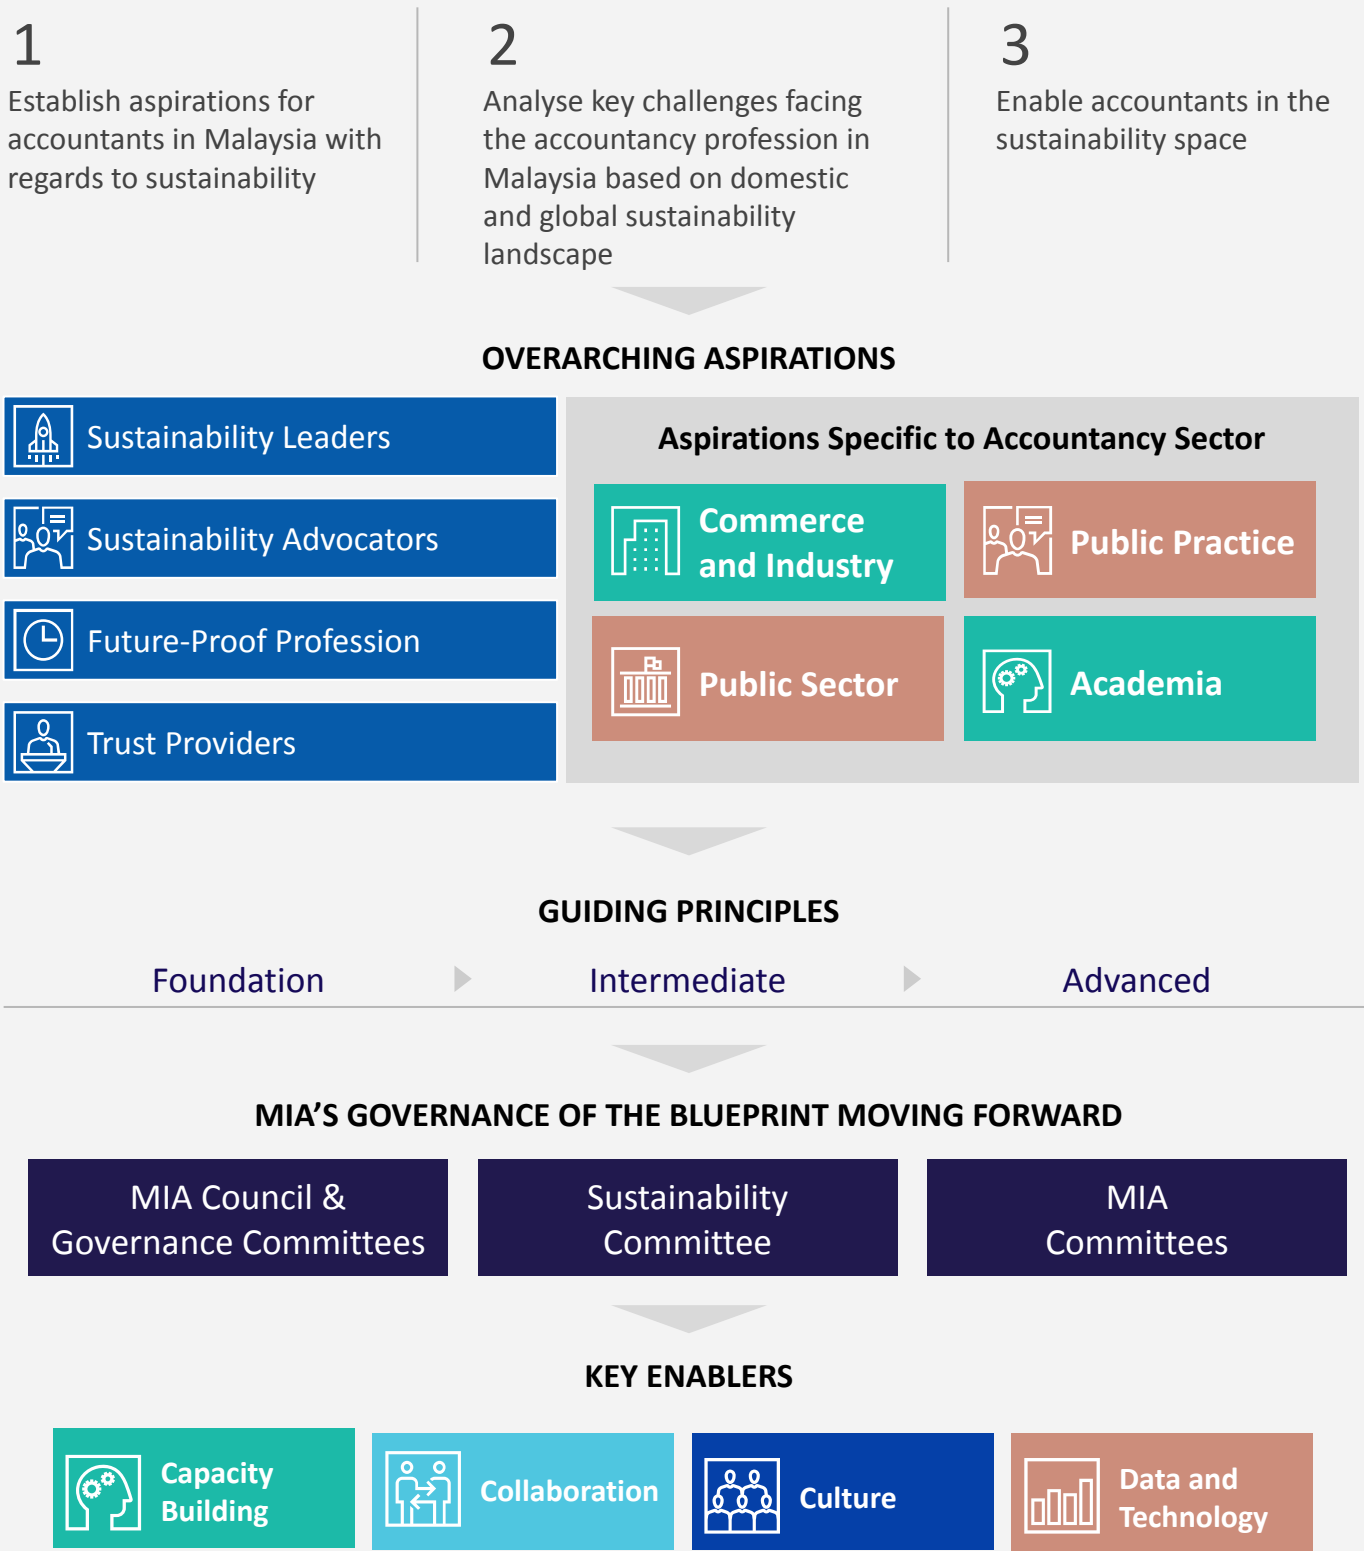 1
Establish aspirations for
accountants in Malaysia with
regards to sustainability
2
Analyse key challenges facing
the accountancy profession in
Malaysia based on domestic
and global sustainability
landscape
3
Enable accountants in the
sustainability space
OVERARCHING ASPIRATIONS
Sustainability Leaders
Sustainability Advocators
Future-Proof Profession
Trust Providers
Aspirations Specific to Accountancy Sector
Commerce
and Industry
Public Practice
Public Sector
Academia
GUIDING PRINCIPLES
Foundation
Intermediate
Advanced
MIA'S GOVERNANCE OF THE BLUEPRINT MOVING FORWARD
MIA Council &
Governance Committees
Sustainability
Committee
MIA
Committees
KEY ENABLERS
Capacity
Building
Collaboration
Culture
Data and
Technology